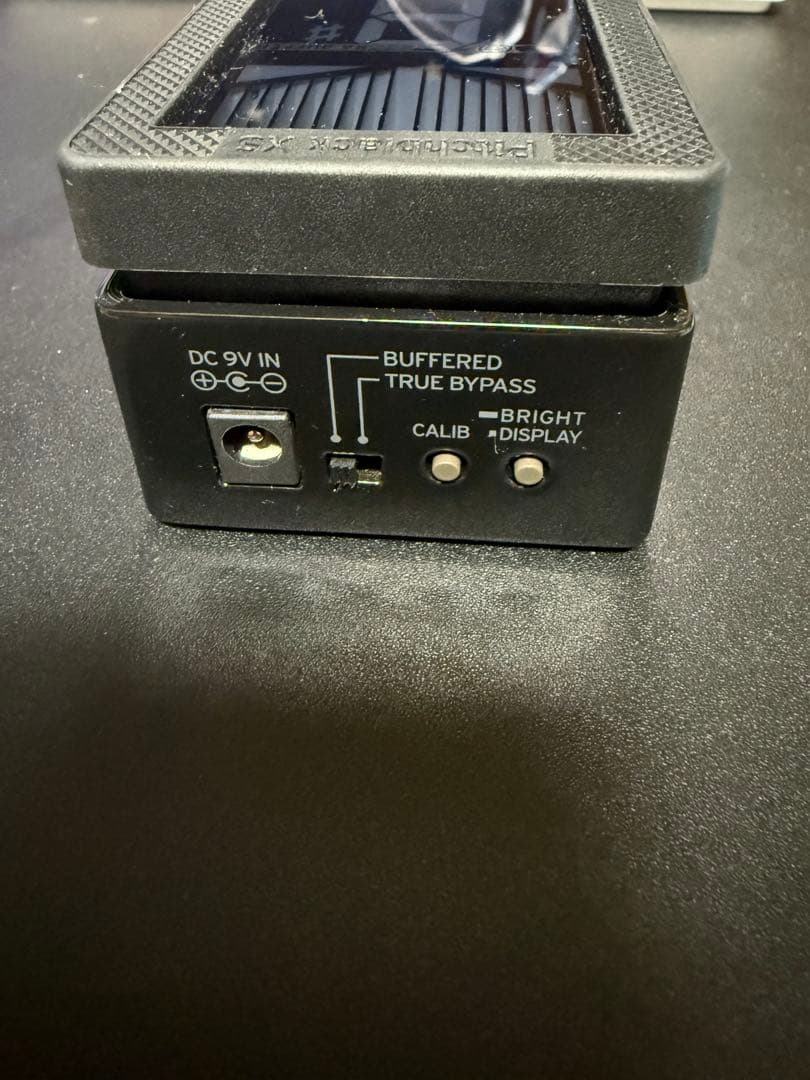 #
Pitchblack XS
DC 9V IN
BUFFERED
TRUE BYPASS
CALIB
BRIGHT
DISPLAY